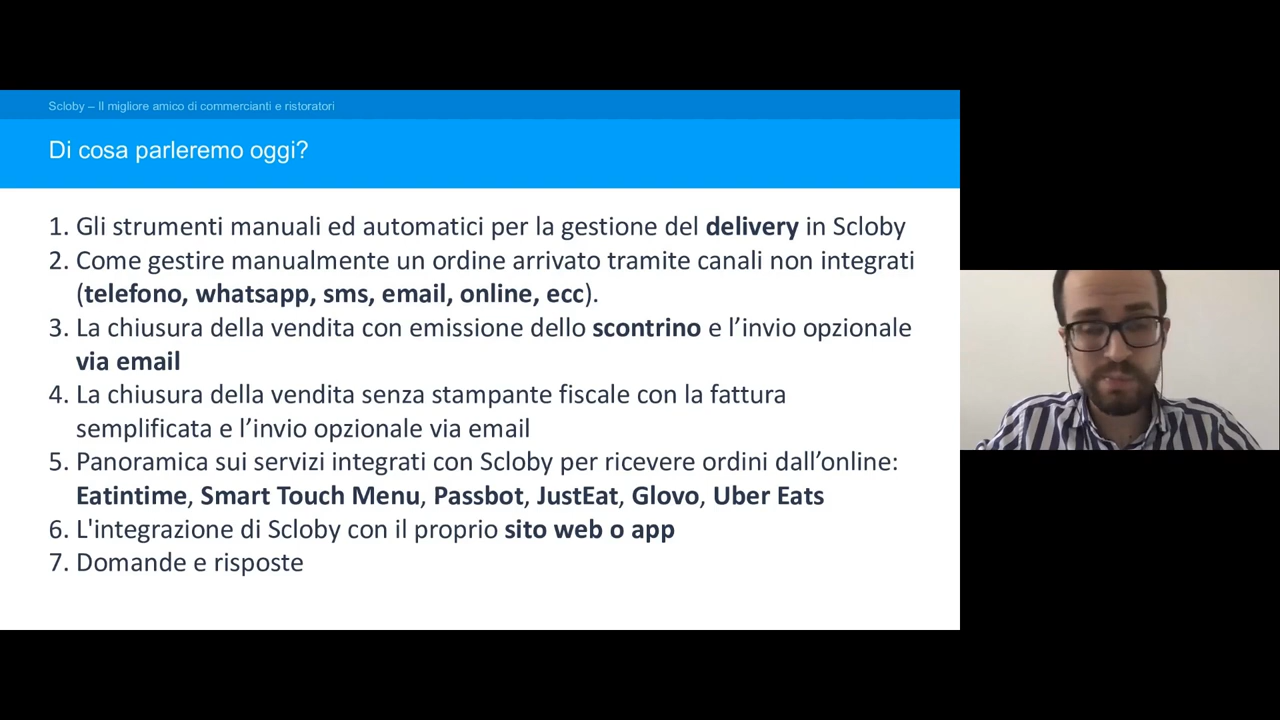 Scloby – Il migliore amico di commercianti e ristoratori
Di cosa parleremo oggi?
1. Gli strumenti manuali ed automatici per la gestione del delivery in Scloby
2. Come gestire manualmente un ordine arrivato tramite canali non integrati
(telefono, whatsapp, sms, email, online, ecc).
3. La chiusura della vendita con emissione dello scontrino e l’invio opzionale
via email
4. La chiusura della vendita senza stampante fiscale con la fattura
semplificata e l’invio opzionale via email
5. Panoramica sui servizi integrati con Scloby per ricevere ordini dall’online:
Eatintime, Smart Touch Menu, Passbot, JustEat, Glovo, Uber Eats
6. L'integrazione di Scloby con il proprio sito web o app
7. Domande e risposte